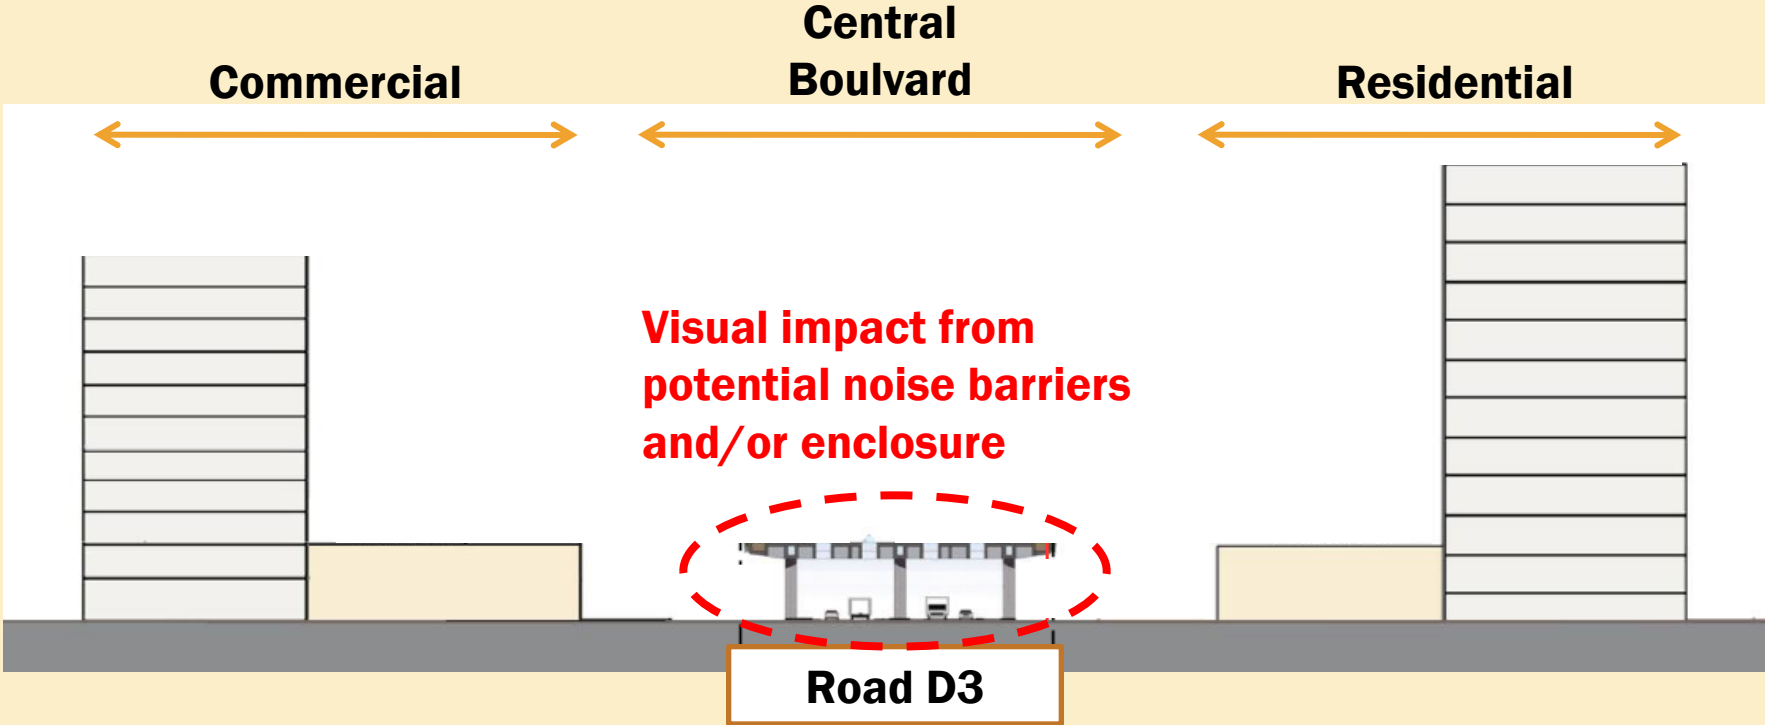 Commercial
Central
Boulvard
Residential
Visual impact from
potential noise barriers
and/or enclosure
Road D3